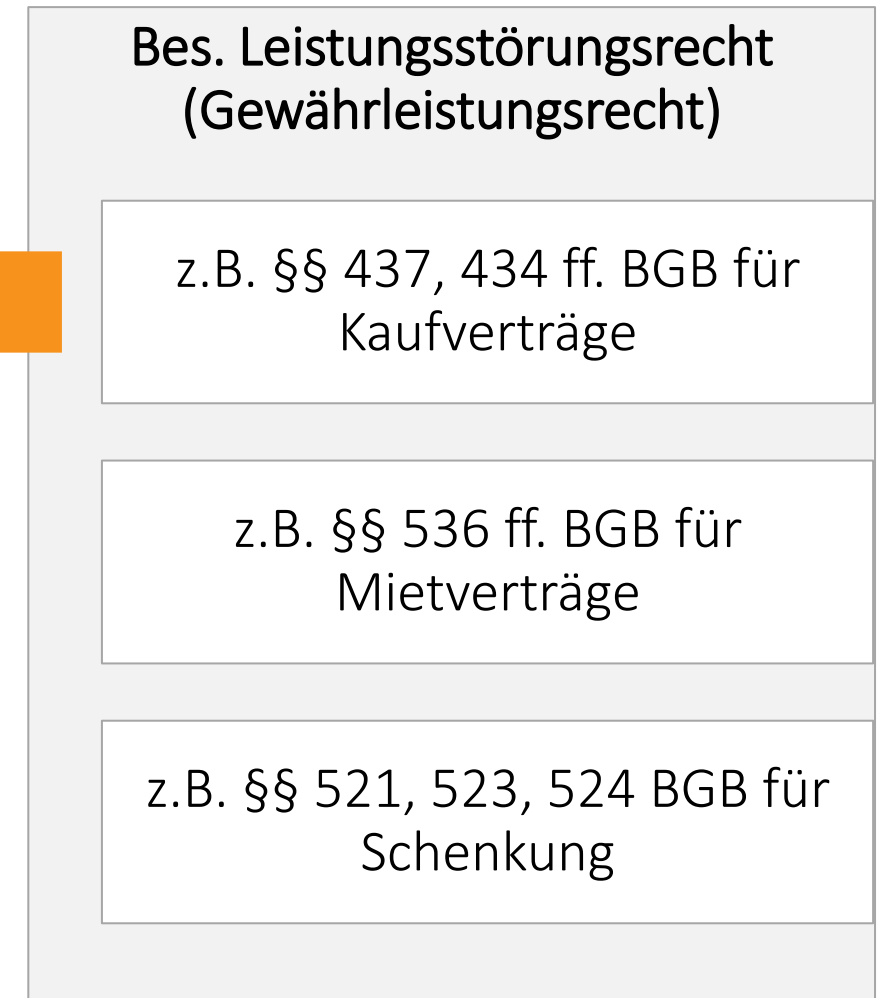 Bes. Leistungsstörungsrecht
(Gewährleistungsrecht)
z.B. §§ 437, 434 ff. BGB für
Kaufverträge
z.B. §§ 536 ff. BGB für
Mietverträge
z.B. §§ 521, 523, 524 BGB für
Schenkung